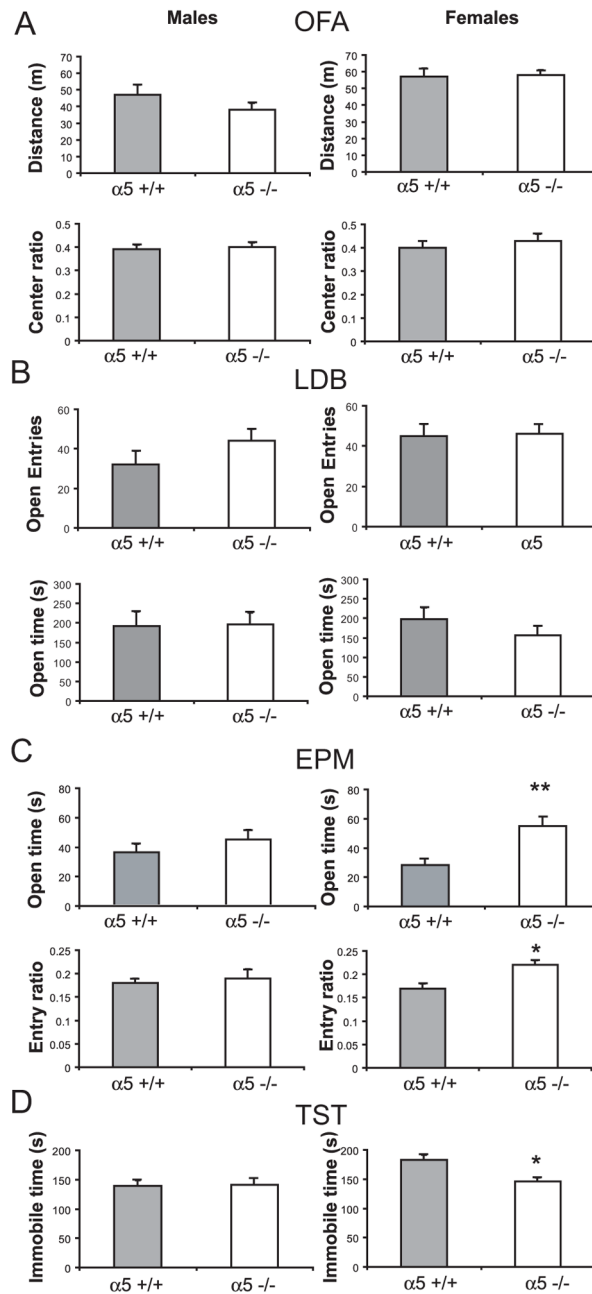 A
Males
OFA
Females
Distance (m)
70
60
50
40
30
20
10
0
α5 +/+
α5 -/-
Distance (m)
70
60
50
40
30
20
10
0
α5 +/+
α5 -/-
Center ratio
0.5
0.4
0.3
0.2
0.1
0
α5 +/+
α5 -/-
Center ratio
0.5
0.4
0.3
0.2
0.1
0
α5 +/+
α5 -/-
B
LDB
Open Entries
60
40
20
0
α5 +/+
α5 -/-
Open Entries
60
40
20
0
α5 +/+
α5
Open time (s)
300
250
200
150
100
50
0
α5 +/+
α5 -/-
Open time (s)
300
250
200
150
100
50
0
α5 +/+
α5 -/-
C
EPM
Open time (s)
80
60
40
20
0
α5 +/+
α5 -/-
Open time (s)
80
60
40
20
0
**
α5 +/+
α5 -/-
Entry ratio
0.25
0.2
0.15
0.1
0.05
0
α5 +/+
α5 -/-
Entry ratio
0.25
0.2
0.15
0.1
0.05
0
*
α5 +/+
α5 -/-
D
TST
Immobile time (s)
200
150
100
50
0
α5 +/+
α5 -/-
Immobile time (s)
200
150
100
50
0
*
α5 +/+
α5 -/-